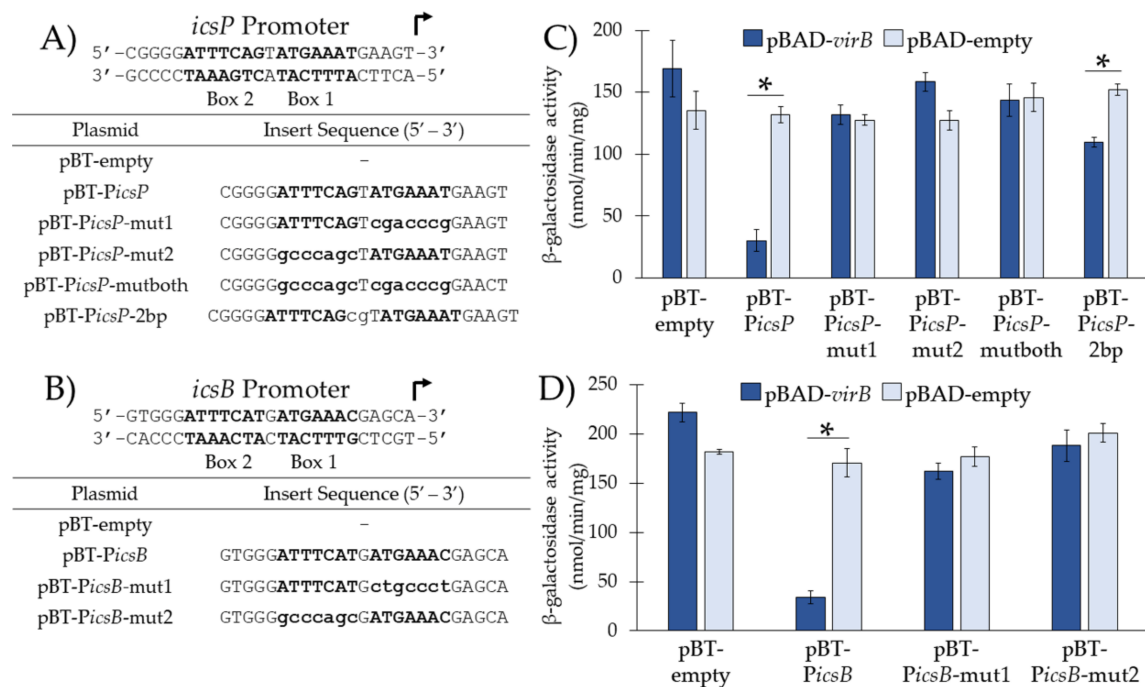 A)
icsP Promoter
5’-CGGGGATTTCAGTATGAAATGAAGT-3’
3’-GCCCCTAAAGTCATACTTTACTTCA-5’
Box 2 Box 1
Plasmid Insert Sequence (5’ – 3’)
pBT-empty –
pBT-PicsP CGGGGATTTCAGTATGAAATGAAGT
pBT-PicsP-mut1 CGGGGATTTCAGTcgacccgGAAGT
pBT-PicsP-mut2 CGGGGgcccagcTATGAAATGAAGT
pBT-PicsP-mutboth CGGGGgcccagcTcgacccgGAACT
pBT-PicsP-2bp CGGGGATTTCAGcgTATGAAATGAAGT
B)
icsB Promoter
5’-GTGGGATTTCATGATGAAACGAGCA-3’
3’-CACCCTAAACTACTACTTTGCTCGT-5’
Box 2 Box 1
Plasmid Insert Sequence (5’ – 3’)
pBT-empty –
pBT-PicsB GTGGGATTTCATGATGAAACGAGCA
pBT-PicsB-mut1 GTGGGATTTCATGctgccctGAGCA
pBT-PicsB-mut2 GTGGGgcccagcGATGAAACGAGCA
C)
pBAD-virB pBAD-empty
β-galactosidase activity
(nmol/min/mg)
200
150
100
50
0
* *
pBT-empty
pBT-PicsP
pBT-PicsP-mut1
pBT-PicsP-mut2
pBT-PicsP-mutboth
pBT-PicsP-2bp
D)
pBAD-virB pBAD-empty
β-galactosidase activity
(nmol/min/mg)
250
200
150
100
50
0
*
pBT-empty
pBT-PicsB
pBT-PicsB-mut1
pBT-PicsB-mut2